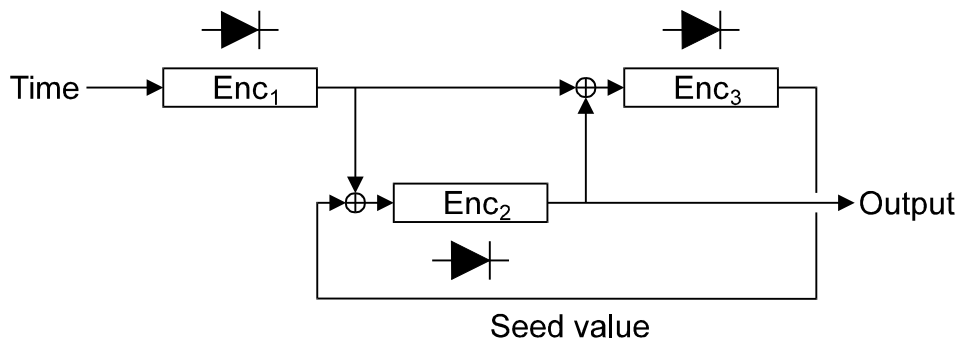 Time
Enc₁
Enc₃
Enc₂
Output
Seed value